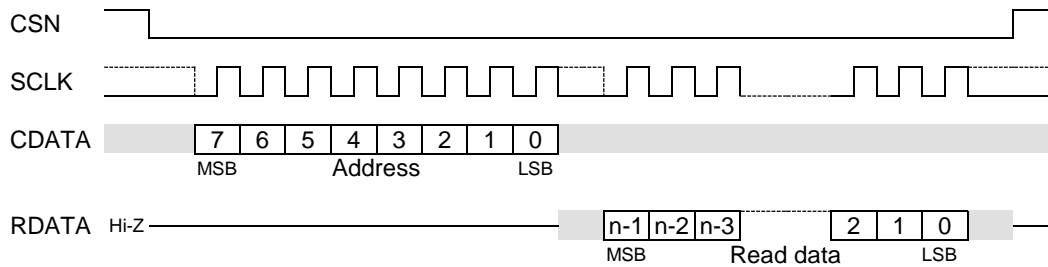 CSN
SCLK
CDATA 7 6 5 4 3 2 1 0
MSB Address LSB
RDATA Hi-Z n-1 n-2 n-3 2 1 0
MSB Read data LSB